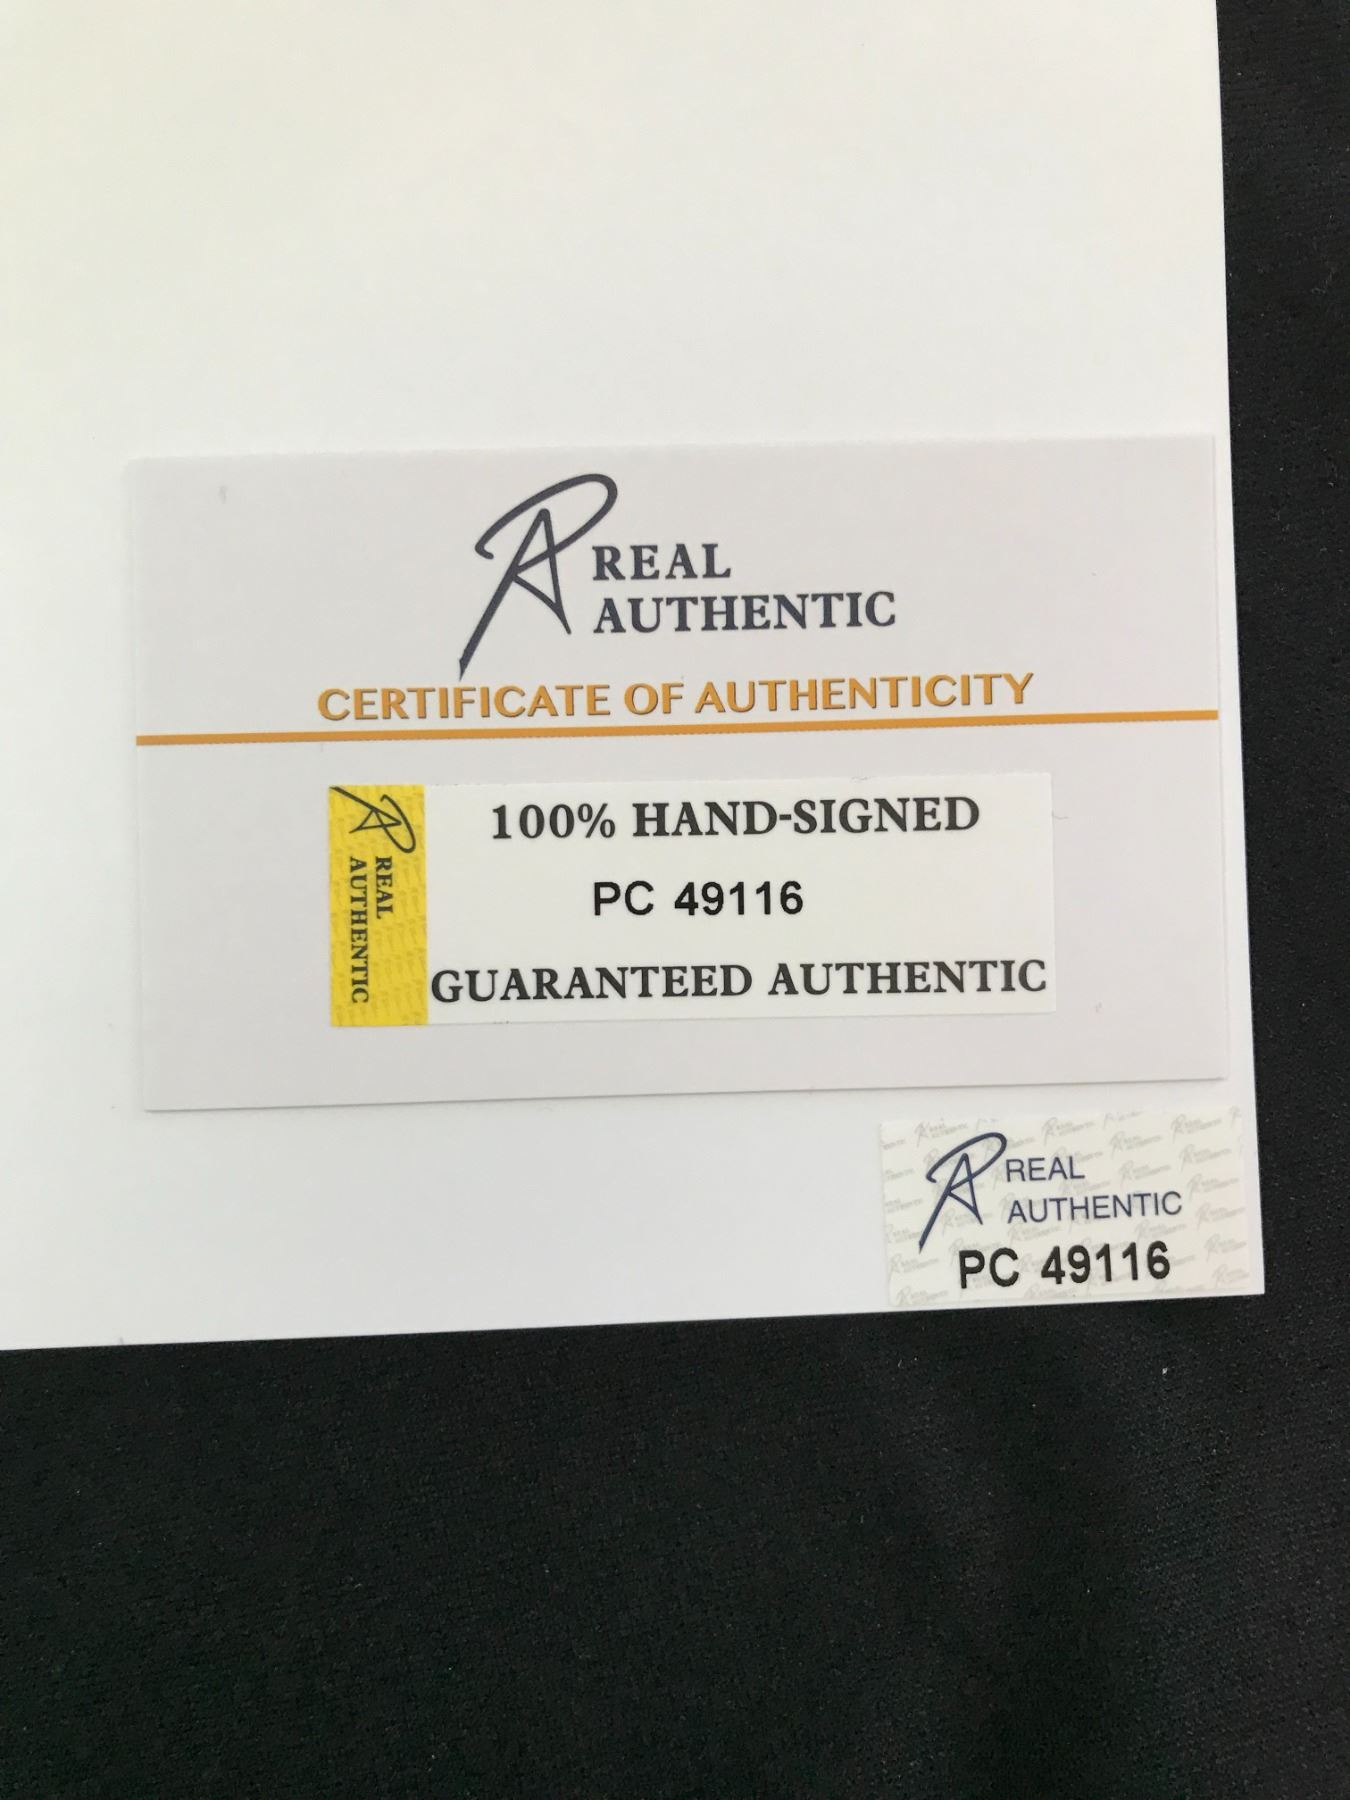 REAL
AUTHENTIC
CERTIFICATE OF AUTHENTICITY
REAL
AUTHENTIC
100% HAND-SIGNED
PC 49116
GUARANTEED AUTHENTIC
REAL
AUTHENTIC
PC 49116